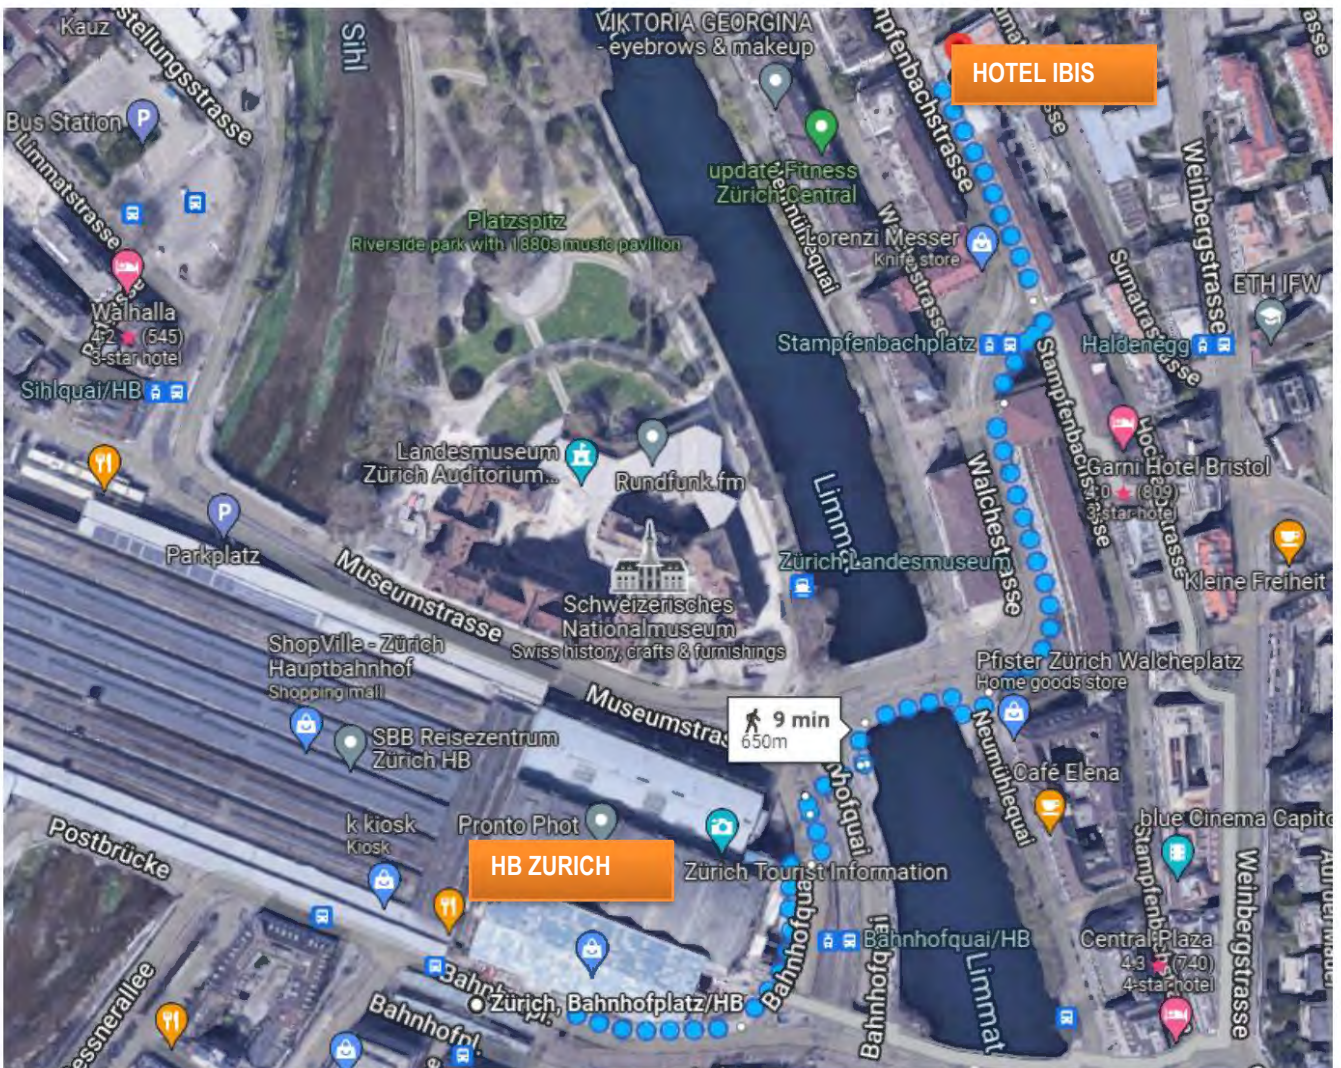 Kauz
stellungsstrasse
Sihl
VIKTORIA GEORGINA
- eyebrows & makeup
HOTEL IBIS
Bus Station
P
Limmatstrasse
update Fitness
Zürich Central
Weinbergstrasse
Platzspitz
Riverside park with 1880s music pavilion
Lorenzi Messer
Knife store
Sumatrastrasse
ETH IFW
Walhalla
4.2 ★ (545)
3-star hotel
Stampfenbachplatz
Haldenegg
Sihlquai/HB
Landesmuseum
Zürich Auditorium...
Rundfunk.fm
Garni Hotel Bristol
4.0 ★ (809)
3-star hotel
Walchestrasse
P
Parkplatz
Museumstrasse
Zürich Landesmuseum
Kleine Freiheit
Schweizerisches
Nationalmuseum
Swiss history, crafts & furnishings
ShopVille - Zürich
Hauptbahnhof
Shopping mall
Pfister Zürich Walcheplatz
Home goods store
9 min
650m
SBB Reisezentrum
Zürich HB
Neumühlequai
Café Elena
Postbrücke
k kiosk
Kiosk
Pronto Phot
blue Cinema Capito
HB ZURICH
Zürich Tourist Information
Weinbergstrasse
Bahnhofquai/HB
Bahnhofquai
Limmat
Central Plaza
4.3 ★ (740)
4-star hotel
Zürich, Bahnhofplatz/HB
Bahnhofpl.
essnerallee